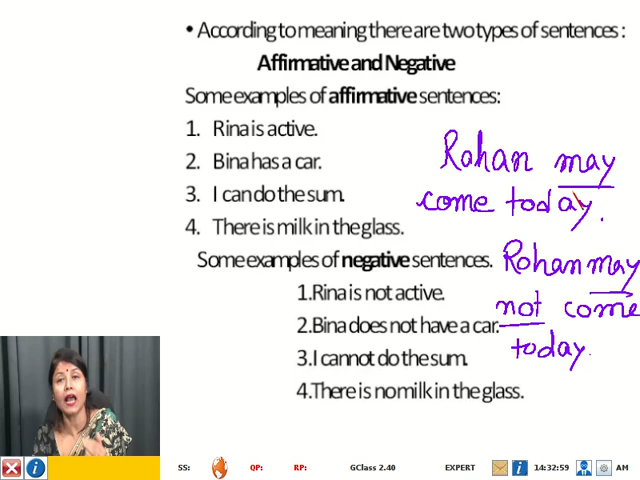 • According to meaning there are two types of sentences :
Affirmative and Negative
Some examples of affirmative sentences:
1. Rina is active.
2. Bina has a car.
3. I can do the sum.
4. There is milk in the glass.
Some examples of negative sentences.
1.Rina is not active.
2.Bina does not have a car.
3.I cannot do the sum.
4.There is no milk in the glass.
Rohan may
come today.
Rohan may
not come
today.
SS: QP: RP: GClass 2.40 EXPERT 14:32:59 AM